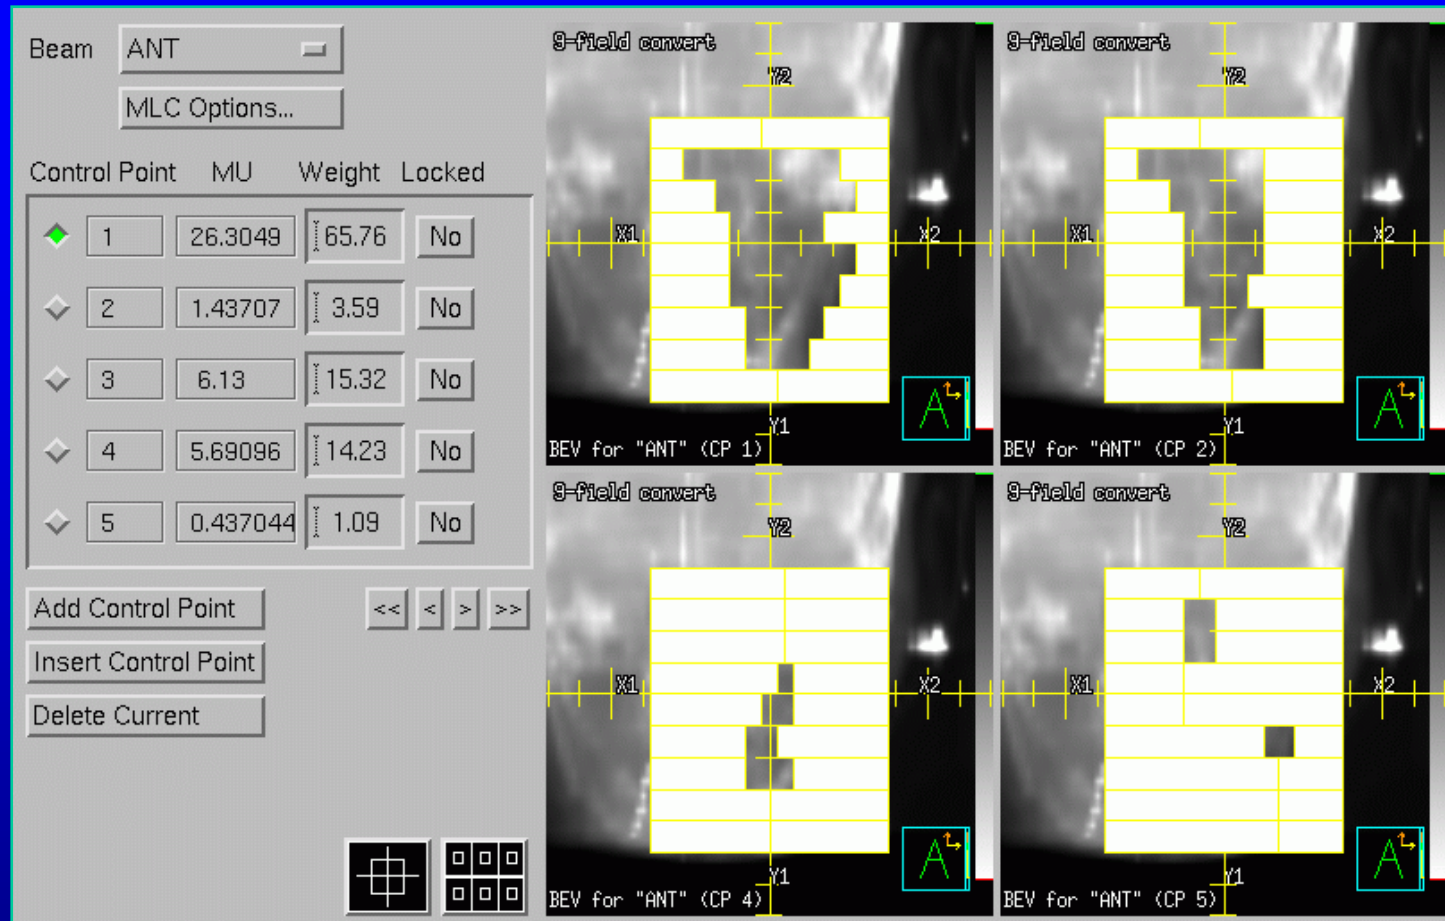 Beam ANT
MLC Options...
Control Point MU Weight Locked
1 26.3049 65.76 No
2 1.43707 3.59 No
3 6.13 15.32 No
4 5.69096 14.23 No
5 0.437044 1.09 No
Add Control Point << < > >>
Insert Control Point
Delete Current
9-field convert
Y2
X1
X2
A
Y1
BEV for "ANT" (CP 1)
9-field convert
Y2
X1
X2
A
Y1
BEV for "ANT" (CP 2)
9-field convert
Y2
X1
X2
A
Y1
BEV for "ANT" (CP 4)
9-field convert
Y2
X1
X2
A
Y1
BEV for "ANT" (CP 5)